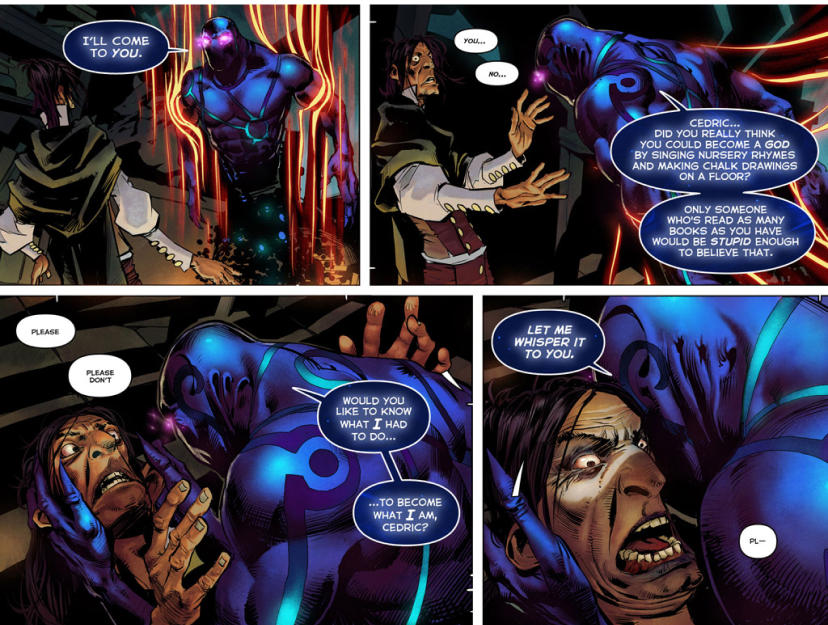 I'LL COME
TO YOU.
YOU...
NO...
CEDRIC...
DID YOU REALLY THINK
YOU COULD BECOME A GOD
BY SINGING NURSERY RHYMES
AND MAKING CHALK DRAWINGS
ON A FLOOR?
ONLY SOMEONE
WHO'S READ AS MANY
BOOKS AS YOU HAVE
WOULD BE STUPID ENOUGH
TO BELIEVE THAT.
PLEASE
PLEASE
DON'T
WOULD YOU
LIKE TO KNOW
WHAT I HAD
TO DO...
...TO BECOME
WHAT I AM,
CEDRIC?
LET ME
WHISPER IT
TO YOU.
PL—